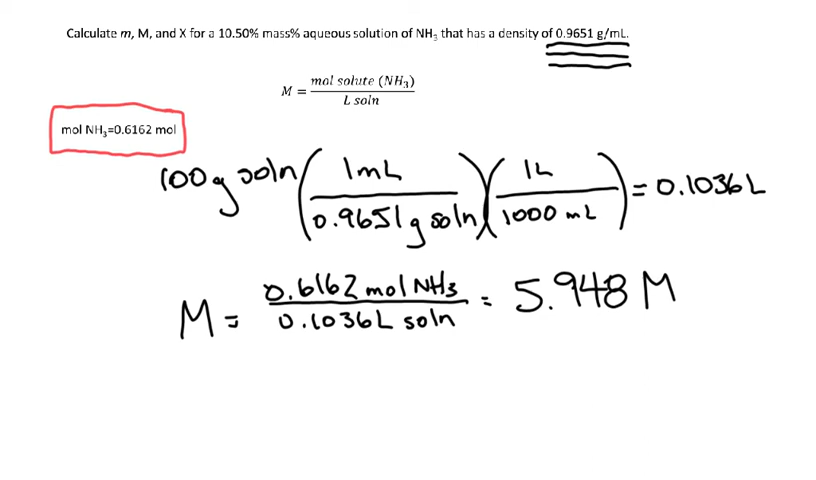 Calculate m, M, and X for a 10.50% mass% aqueous solution of NH₃ that has a density of 0.9651 g/mL.
M = mol solute (NH₃) / L soln
mol NH₃=0.6162 mol
100 g soln (1 mL / 0.9651 g soln)(1 L / 1000 mL) = 0.1036 L
M = 0.6162 mol NH₃ / 0.1036 L soln = 5.948 M